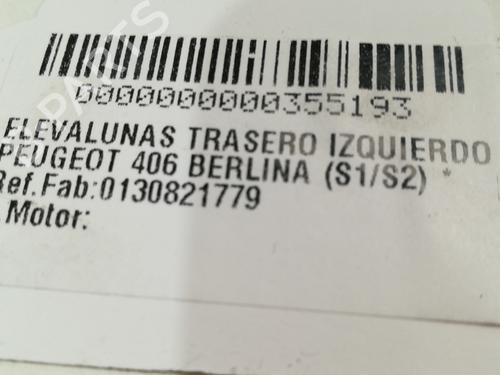 0000000000355193
ELEVALUNAS TRASERO IZQUIERDO
PEUGEOT 406 BERLINA (S1/S2) *
Ref.Fab:0130821779
Motor: